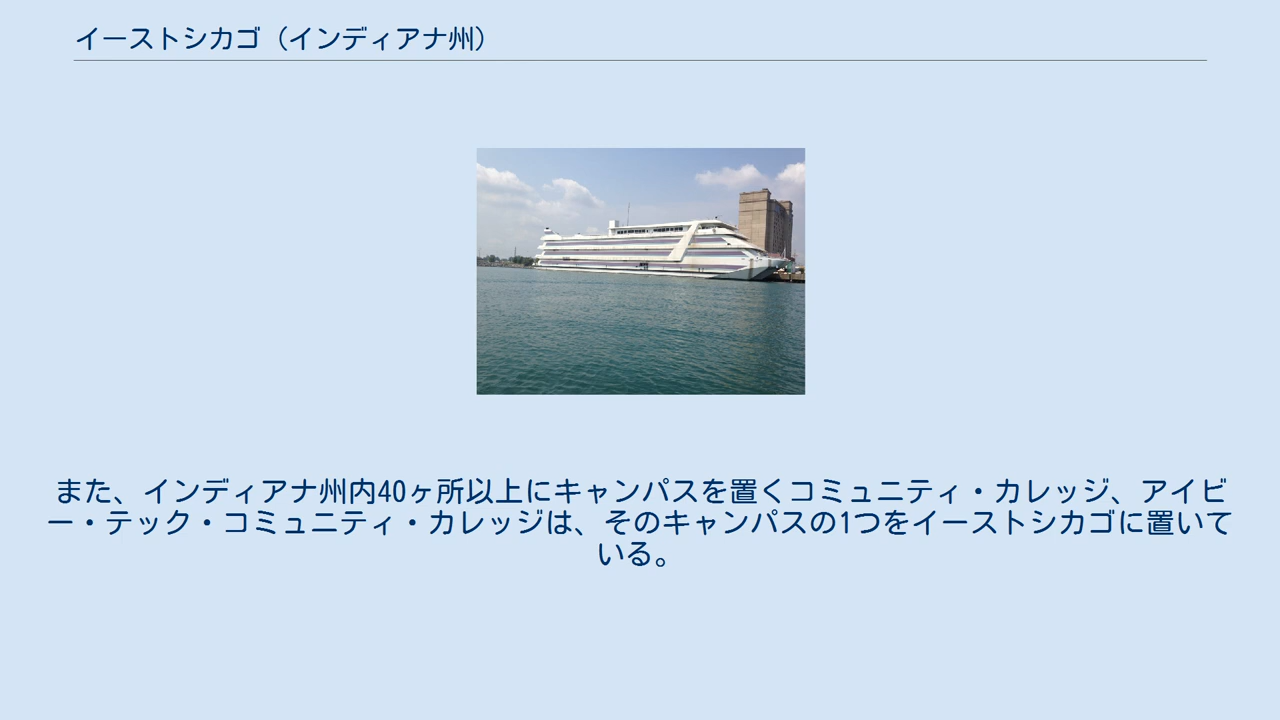 イーストシカゴ（インディアナ州）
また、インディアナ州内40ヶ所以上にキャンパスを置くコミュニティ・カレッジ、アイビ
ー・テック・コミュニティ・カレッジは、そのキャンパスの1つをイーストシカゴに置いて
いる。